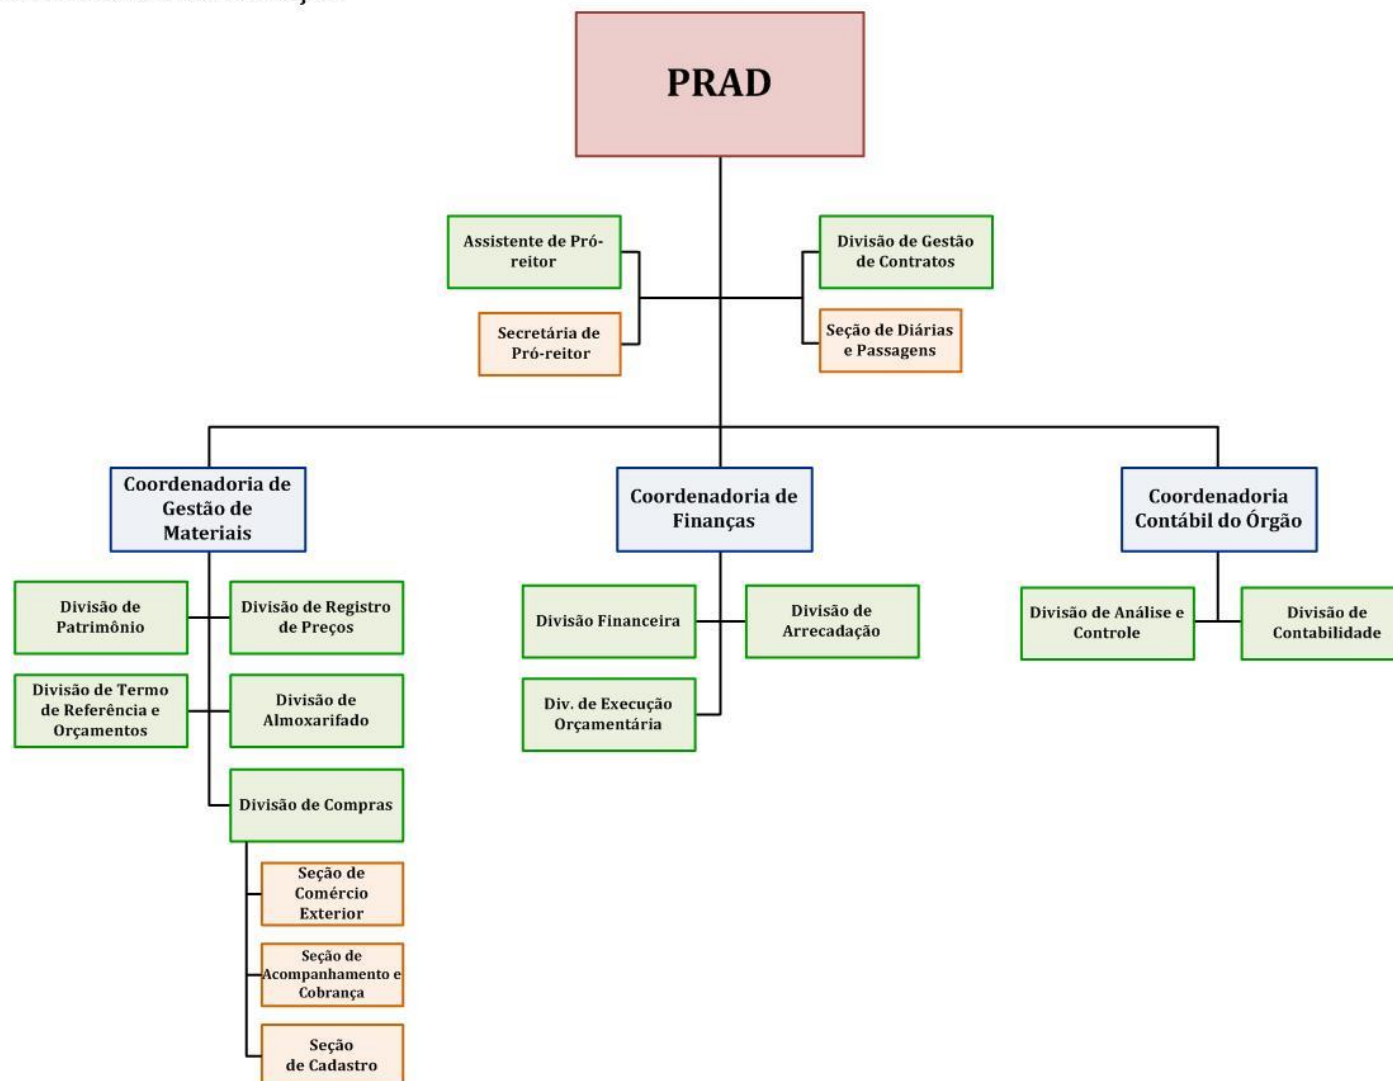 PRAD
Assistente de Pró-
reitor
Divisão de Gestão
de Contratos
Secretária de
Pró-reitor
Seção de Diárias
e Passagens
Coordenadoria de
Gestão de
Materiais
Coordenadoria de
Finanças
Coordenadoria
Contábil do Órgão
Divisão de
Patrimônio
Divisão de Registro
de Preços
Divisão Financeira
Divisão de
Arrecadação
Divisão de Análise e
Controle
Divisão de
Contabilidade
Divisão de Termo
de Referência e
Orçamentos
Divisão de
Almoxarifado
Div. de Execução
Orçamentária
Divisão de Compras
Seção de
Comércio
Exterior
Seção de
Acompanhamento e
Cobrança
Seção
de Cadastro